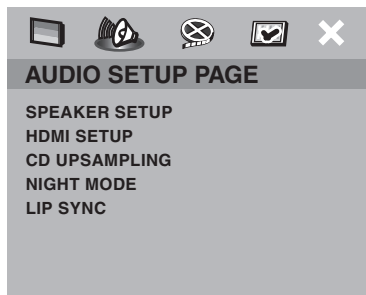 AUDIO SETUP PAGE
SPEAKER SETUP
HDMI SETUP
CD UPSAMPLING
NIGHT MODE
LIP SYNC